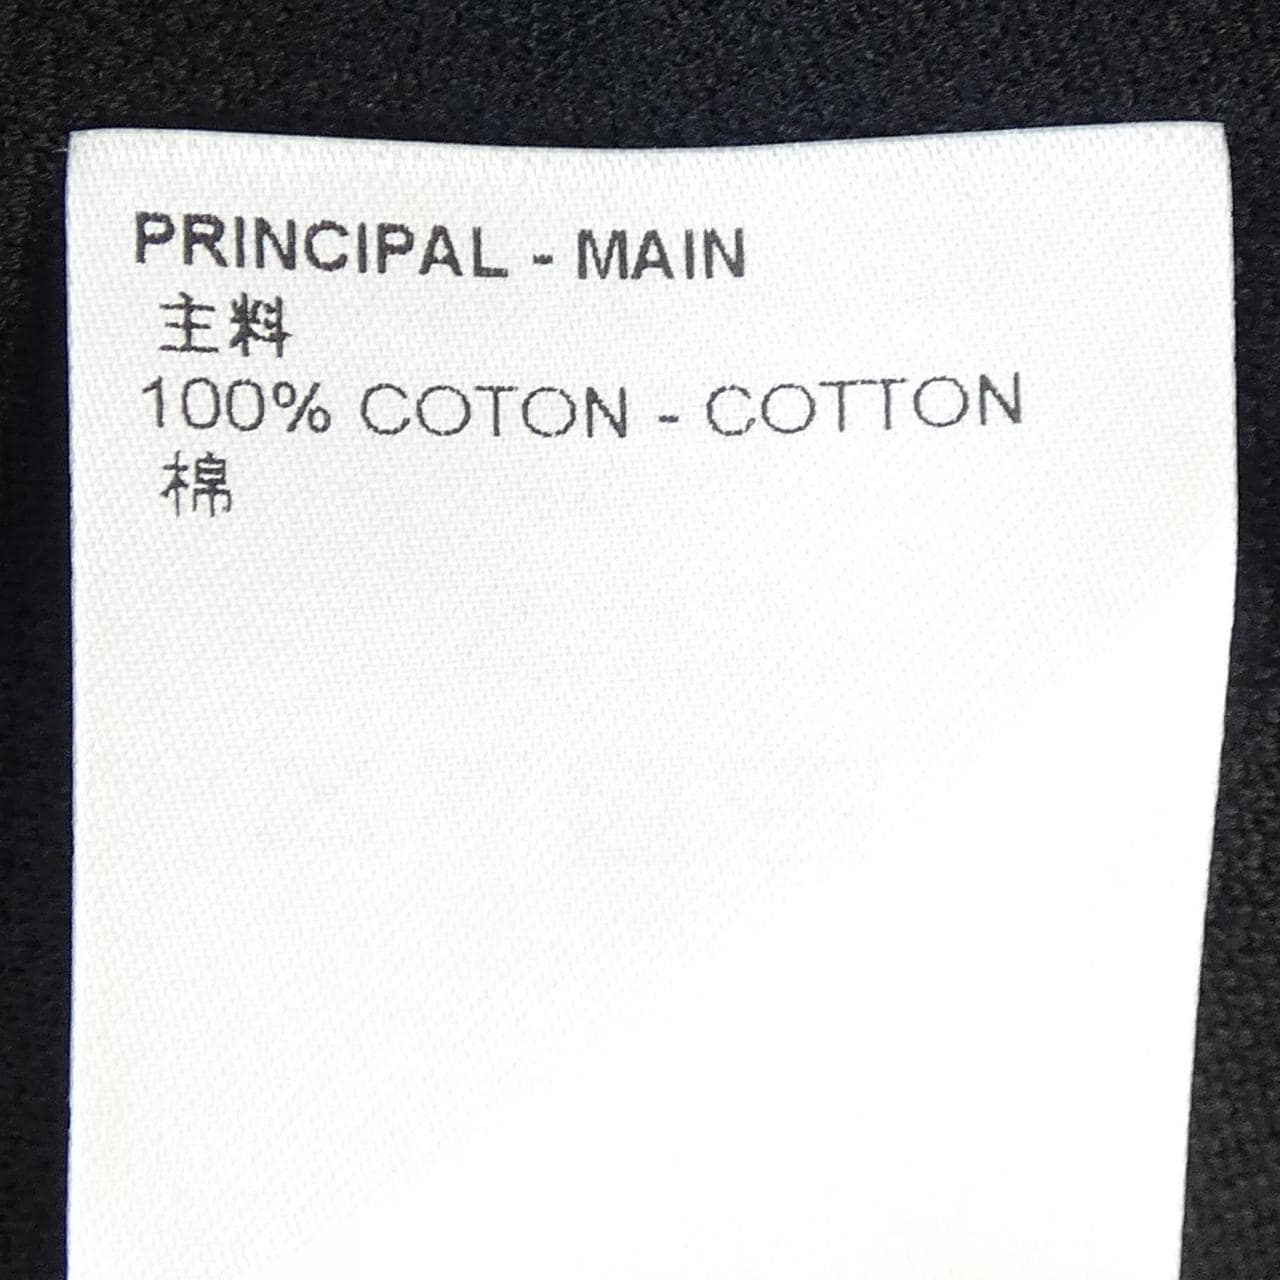 PRINCIPAL - MAIN
主料
100% COTON - COTTON
棉